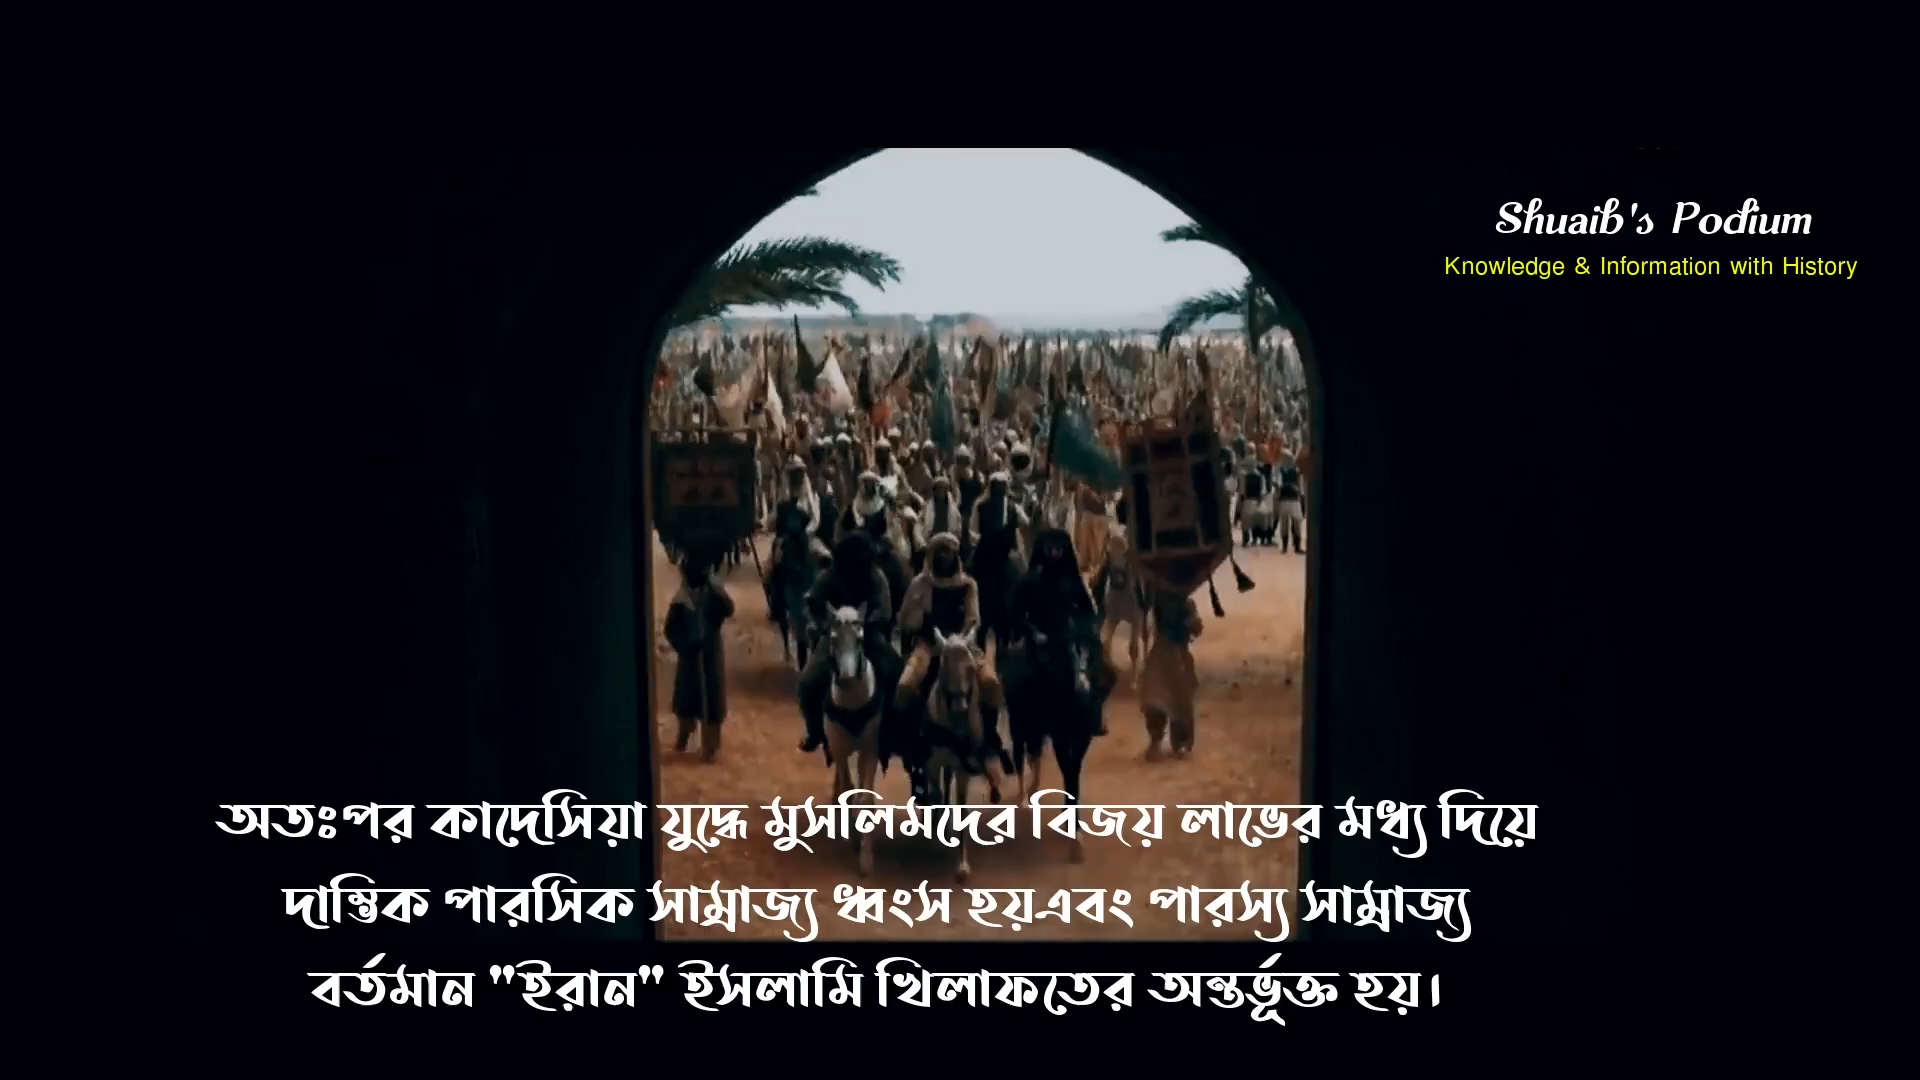 Shuaib's Podium
Knowledge & Information with History
অতঃপর কাদেসিয়া যুদ্ধে মুসলিমদের বিজয় লাভের মধ্য দিয়ে
দাম্ভিক পারসিক সাম্রাজ্য ধ্বংস হয়এবং পারস্য সাম্রাজ্য
বর্তমান "ইরান" ইসলামি খিলাফতের অন্তর্ভূক্ত হয়।